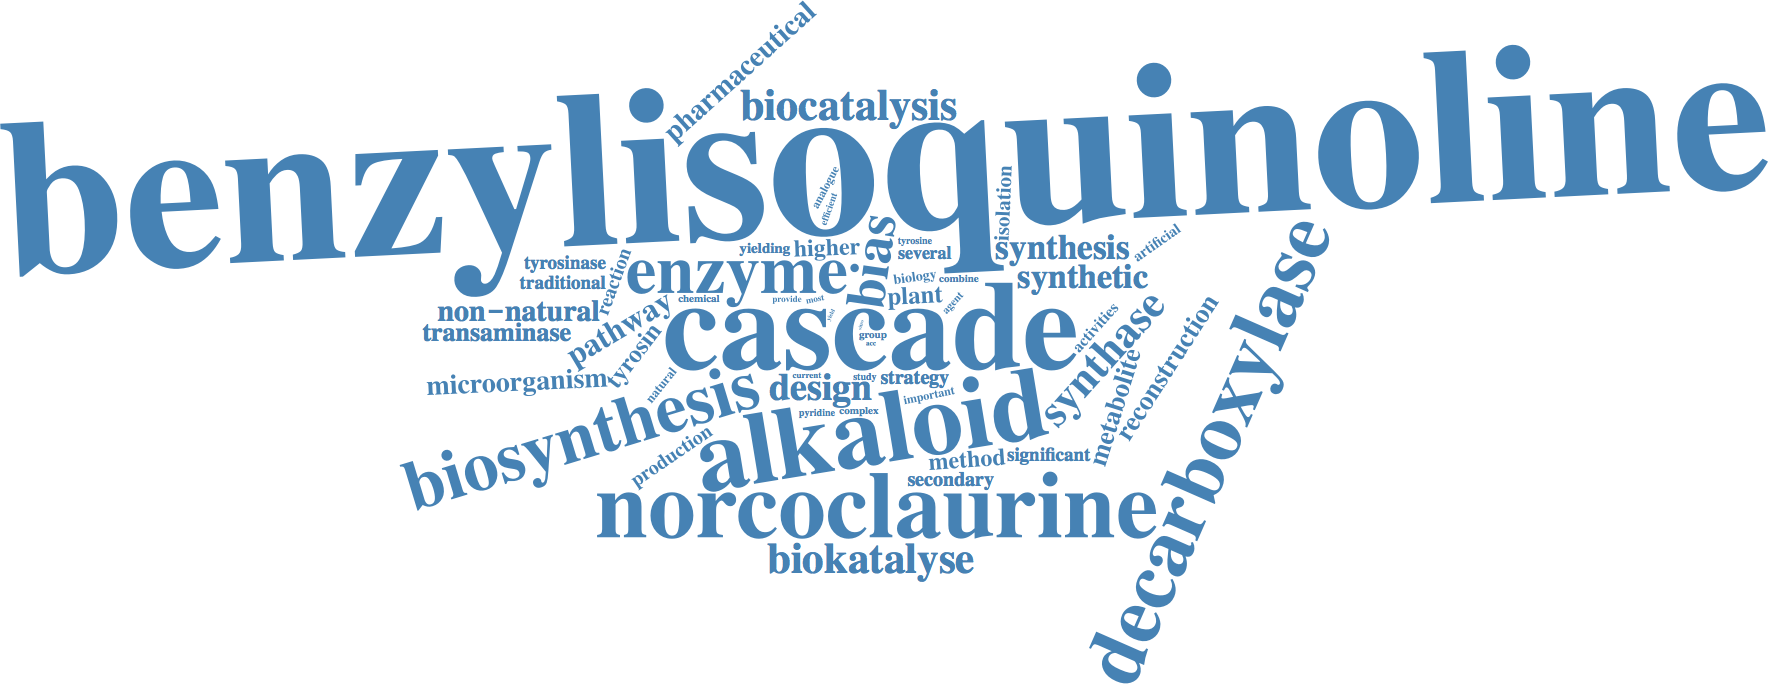 pharmaceutical
biocatalysis
benzylisoquinoline
analogue
efficient
isolation
yielding
higher
bias
tyrosine
several
synthesis
artificial
tyrosinase
traditional
reaction
enzyme
biology
combine
synthetic
chemical
provide
most
plant
agent
non-natural
transaminase
pathway
tyrosin
cascade
yield
group
acc
activities
synthase
decarboxylase
microorganism
natural
current
study
strategy
design
metabolite
reconstruction
biosynthesis
pyridine
complex
important
alkaloid
production
method
significant
secondary
norcoclaurine
biokatalyse